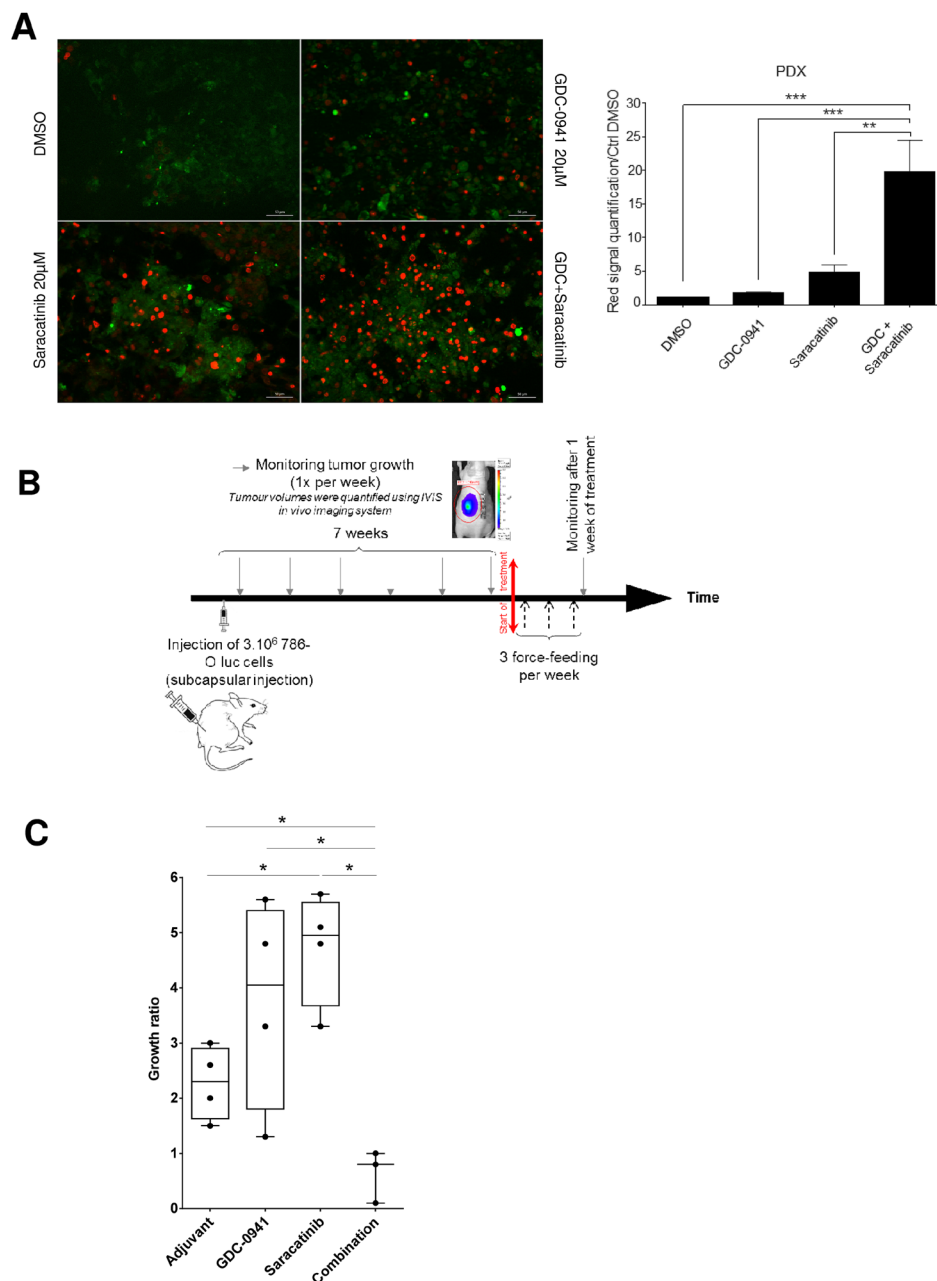 A
DMSO
GDC-0941 20µM
Saracatinib 20µM
GDC+Saracatinib
PDX
Red signal quantification/Ctrl DMSO
30
25
20
15
10
5
0
***
***
**
DMSO
GDC-0941
Saracatinib
GDC +
Saracatinib
B
Monitoring tumor growth
(1x per week)
Tumour volumes were quantified using IVIS
in vivo imaging system
7 weeks
Start of treatment
Monitoring after 1
week of treatment
Time
Injection of 3.10⁶ 786-
O luc cells
(subcapsular injection)
3 force-feeding
per week
C
*
*
*
*
Growth ratio
6
5
4
3
2
1
0
Adjuvant
GDC-0941
Saracatinib
Combination